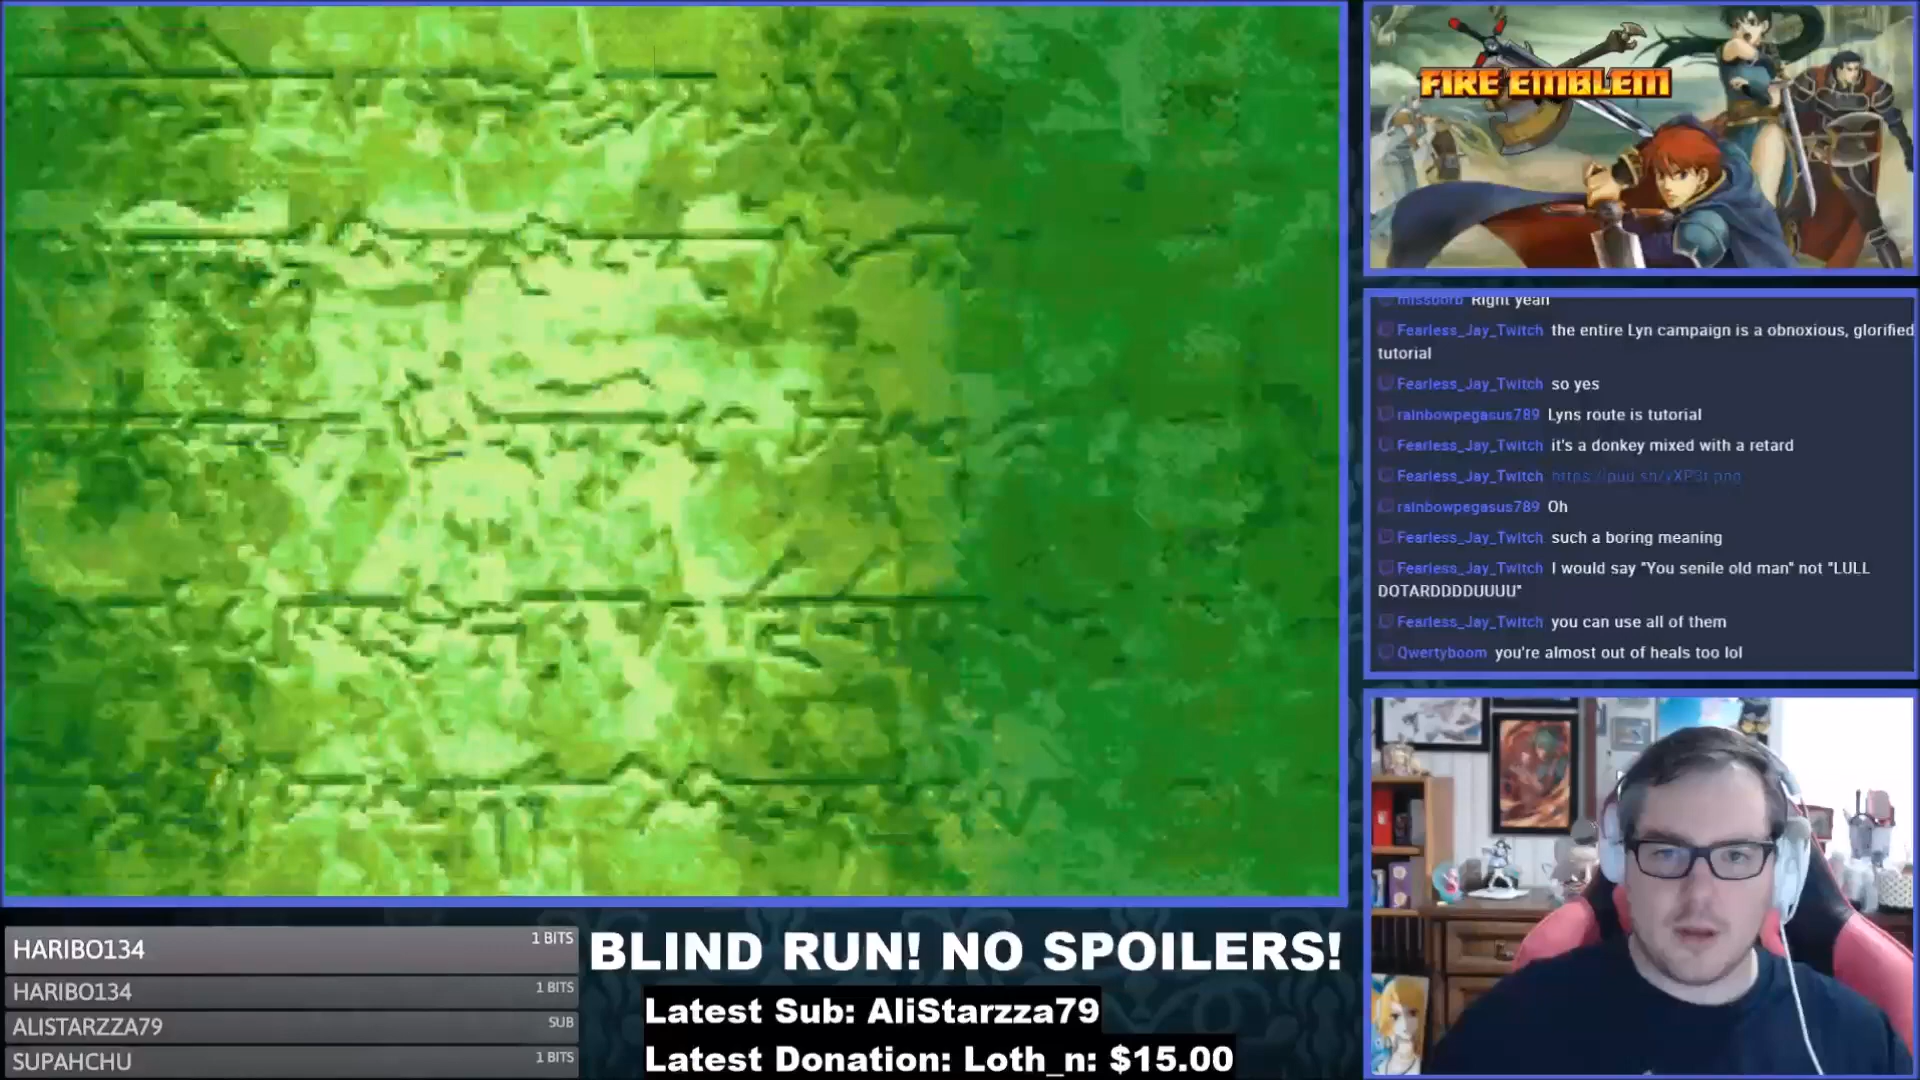 FIRE EMBLEM
missboru Right yeah
Fearless_Jay_Twitch the entire Lyn campaign is a obnoxious, glorified
tutorial
Fearless_Jay_Twitch so yes
rainbowpegasus789 Lyns route is tutorial
Fearless_Jay_Twitch it's a donkey mixed with a retard
Fearless_Jay_Twitch
rainbowpegasus789 Oh
Fearless_Jay_Twitch such a boring meaning
Fearless_Jay_Twitch I would say "You senile old man" not "LULL
DOTARDDDDUUUU"
Fearless_Jay_Twitch you can use all of them
Qwertyboom you're almost out of heals too lol
HARIBO134 1 BITS
HARIBO134 1 BITS
ALISTARZZA79 SUB
SUPAHCHU 1 BITS
BLIND RUN! NO SPOILERS!
Latest Sub: AliStarzza79
Latest Donation: Loth_n: $15.00